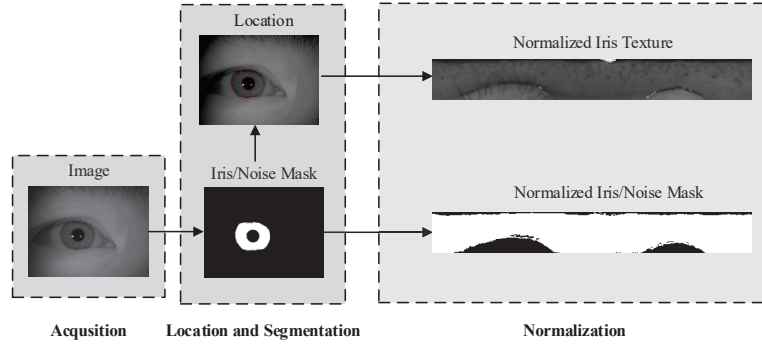 Location
Normalized Iris Texture
Image
Iris/Noise Mask
Normalized Iris/Noise Mask
Acqusition
Location and Segmentation
Normalization